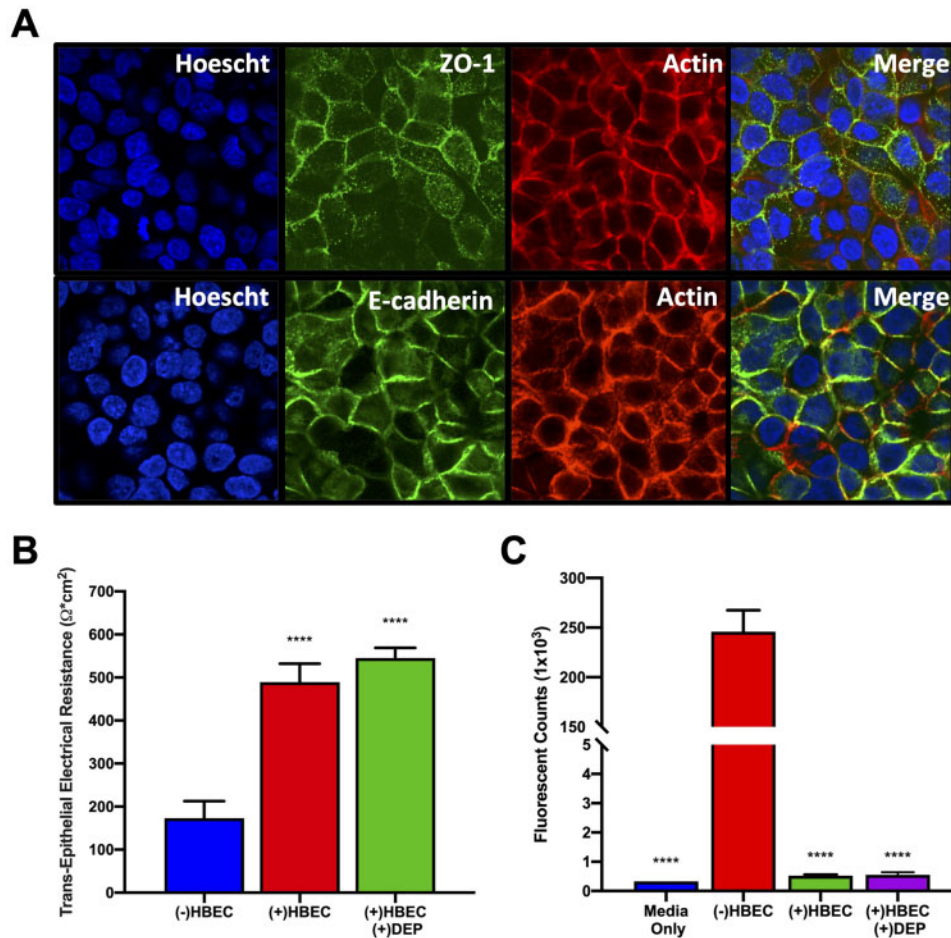 A
Hoescht ZO-1 Actin Merge
Hoescht E-cadherin Actin Merge
B
Trans-Epithelial Electrical Resistance (Ω*cm²)
700
600
500
400
300
200
100
0
**** ****
(-)HBEC (+)HBEC (+)HBEC
(+)DEP
C
Fluorescent Counts (1x10³)
300
250
200
150
5
4
3
2
1
0
**** **** ****
Media (-)HBEC (+)HBEC (+)HBEC
Only (+)DEP